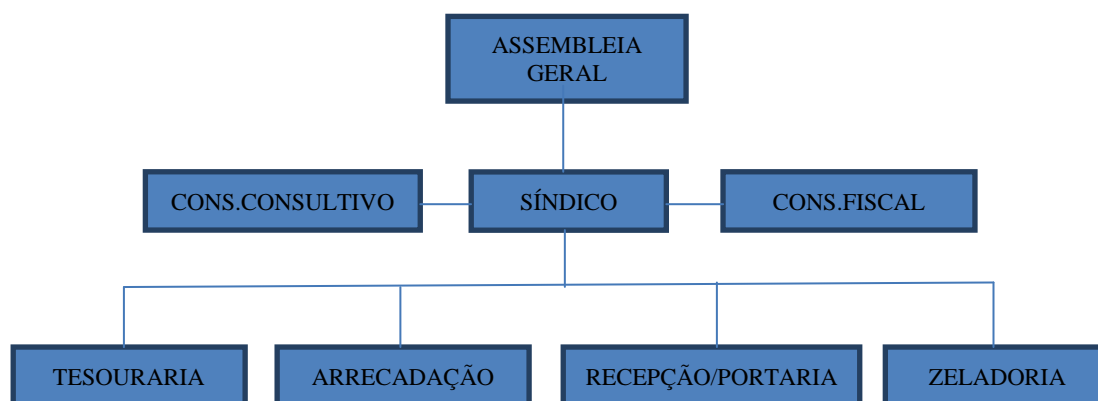 ASSEMBLEIA
GERAL
CONS.CONSULTIVO
SÍNDICO
CONS.FISCAL
TESOURARIA
ARRECADAÇÃO
RECEPÇÃO/PORTARIA
ZELADORIA